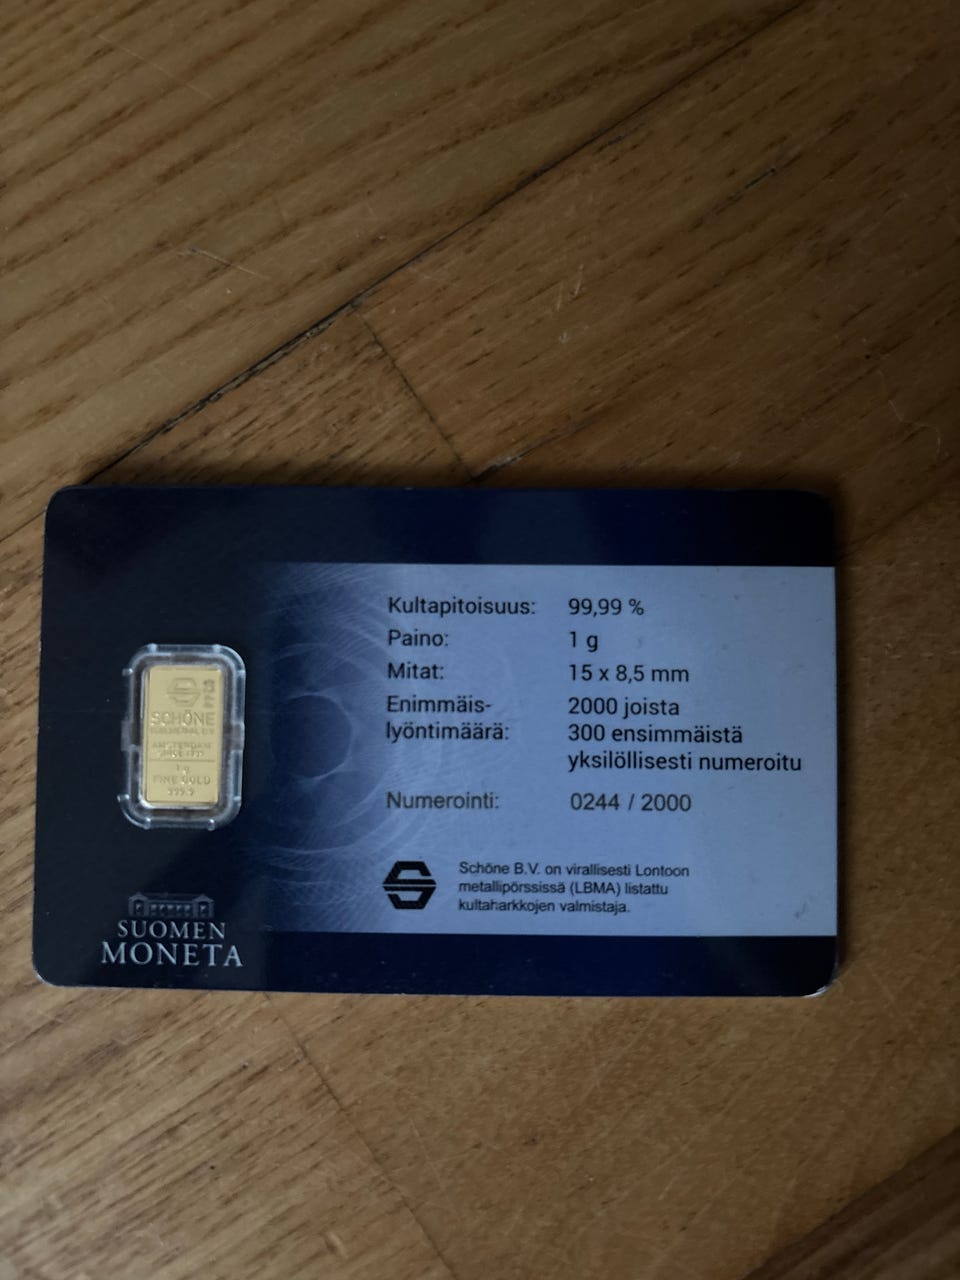 SCHÖNE
AMSTERDAM
1 g
FINE GOLD
999.9
SUOMEN
MONETA
Kultapitoisuus: 99,99 %
Paino: 1 g
Mitat: 15 x 8,5 mm
Enimmäis- 2000 joista
lyöntimäärä: 300 ensimmäistä
yksilöllisesti numeroitu
Numerointi: 0244 / 2000
Schöne B.V. on virallisesti Lontoon
metallipörssissä (LBMA) listattu
kultaharkkojen valmistaja.